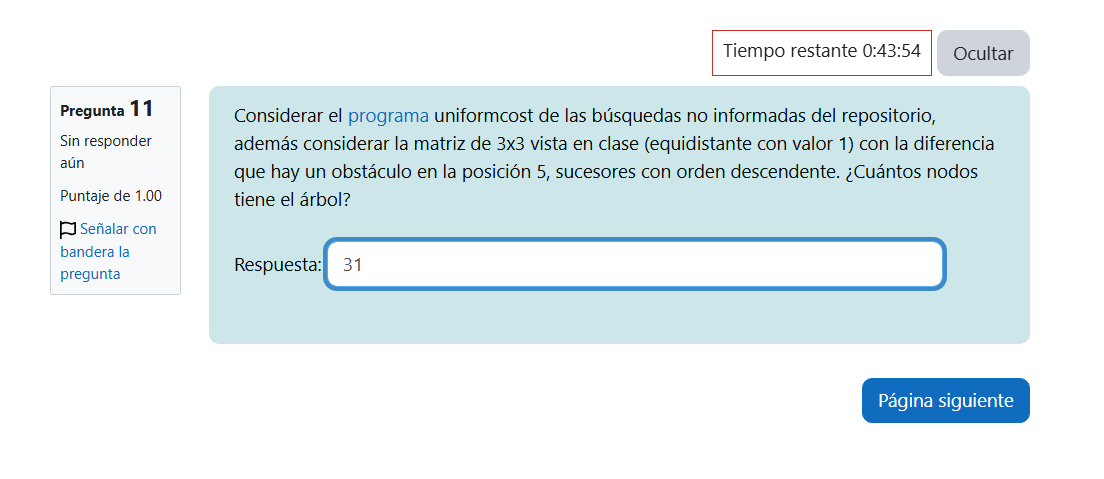 Tiempo restante 0:43:54
Ocultar
Pregunta 11
Sin responder
aún
Puntaje de 1.00
Señalar con
bandera la
pregunta
Considerar el programa uniformcost de las búsquedas no informadas del repositorio,
además considerar la matriz de 3x3 vista en clase (equidistante con valor 1) con la diferencia
que hay un obstáculo en la posición 5, sucesores con orden descendente. ¿Cuántos nodos
tiene el árbol?
Respuesta: 31
Página siguiente